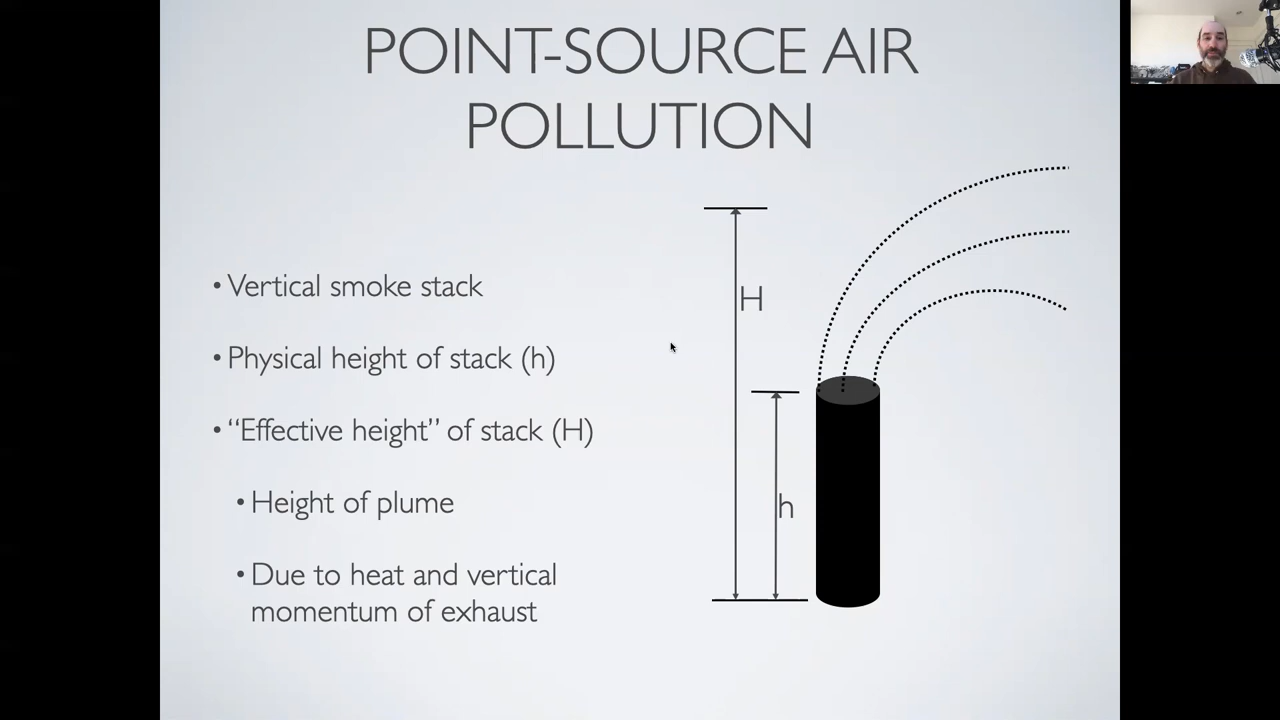 POINT-SOURCE AIR
POLLUTION
• Vertical smoke stack
• Physical height of stack (h)
• “Effective height” of stack (H)
• Height of plume
• Due to heat and vertical
momentum of exhaust
H
h